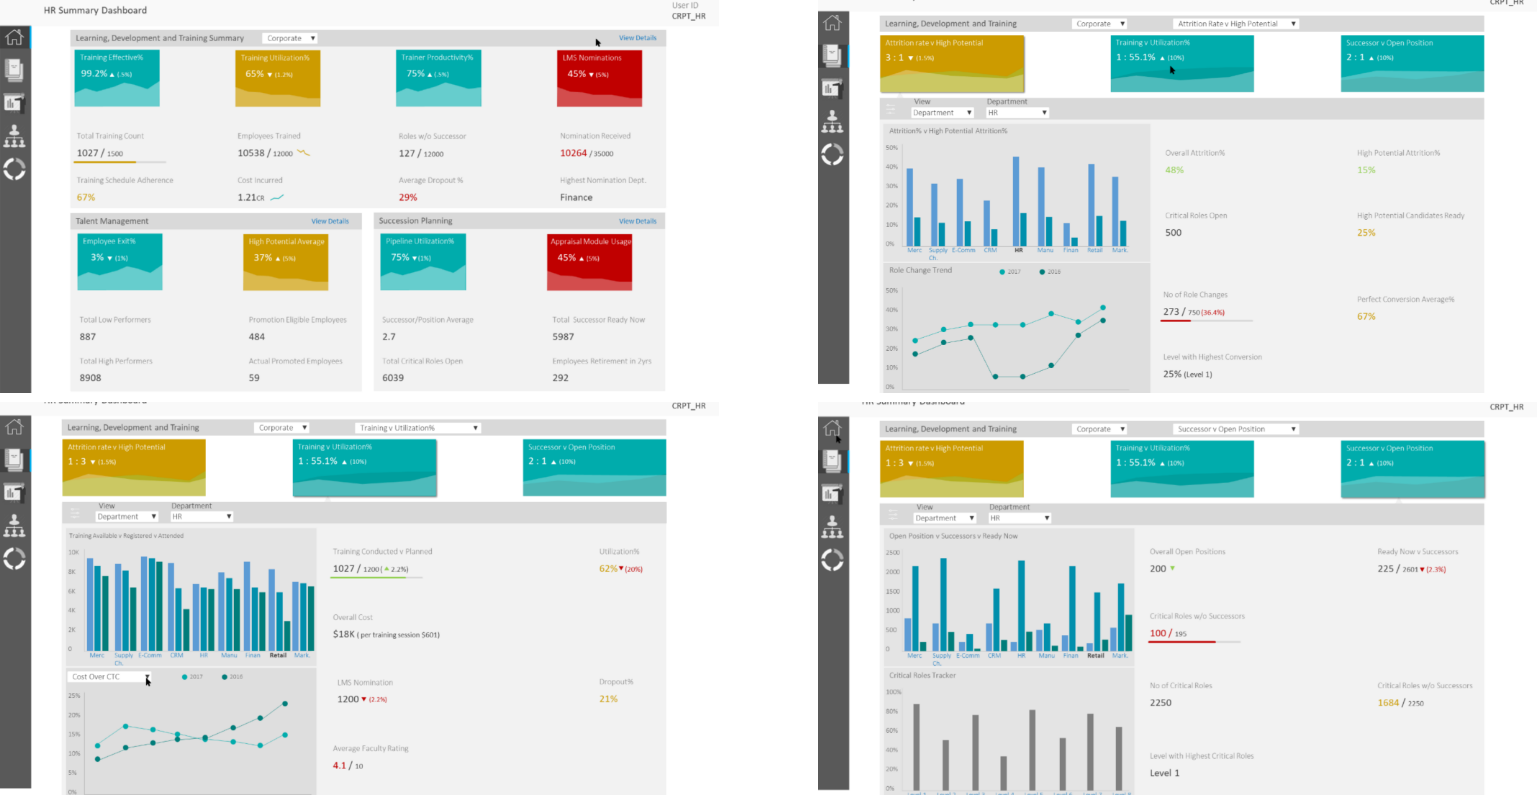 HR Summary Dashboard
User ID
CRPT_HR
Learning, Development and Training Summary Corporate ▼ View Details
Training Effective% Training Utilization% Trainer Productivity% LMS Nominations
99.2% ▲ (.5%) 65% ▼ (1.2%) 75% ▲ (.5%) 45% ▼ (5%)
Total Training Count Employees Trained Roles w/o Successor Nomination Received
1027 / 1500 10538 / 12000 127 / 12000 10264 / 35000
Training Schedule Adherence Cost incurred Average Dropout % Highest Nomination Dept.
67% 1.21CR 29% Finance
Talent Management View Details
Employee Exit% High Potential Average
3% ▼ (1%) 37% ▲ (5%)
Total Low Performers Promotion Eligible Employees
887 484
Total High Performers Actual Promoted Employees
8908 59
Succession Planning View Details
Pipeline Utilization% Appraisal Module Usage
75% ▼ (1%) 45% ▲ (5%)
Successor/Position Average Total Successor Ready Now
2.7 5987
Total Critical Roles Open Employees Retirement in 2yrs
6039 292
CRPT_HR
Learning, Development and Training Corporate ▼ Attrition Rate v High Potential ▼
Attrition rate v High Potential Training v Utilization% Successor v Open Position
3 : 1 ▼ (1.5%) 1 : 55.1% ▲ (10%) 2 : 1 ▲ (10%)
View Department
Department ▼ HR ▼
Attrition% v High Potential Attrition%
50%
40%
30%
20%
10%
0%
Merc Supply Ch. E-Comm CRM HR Manu Finan Retail Mark.
Overall Attrition% High Potential Attrition%
48% 15%
Critical Roles Open High Potential Candidates Ready
500 25%
Role Change Trend 2017 2018
50%
40%
30%
20%
10%
0%
No of Role Changes Perfect Conversion Average%
273 / 750 (36.4%) 67%
Level with Highest Conversion
25% (Level 1)
HR Summary Dashboard
CRPT_HR
Learning, Development and Training Corporate ▼ Training v Utilization% ▼
Attrition rate v High Potential Training v Utilization% Successor v Open Position
1 : 3 ▼ (1.5%) 1 : 55.1% ▲ (10%) 2 : 1 ▲ (10%)
View Department
Department ▼ HR ▼
Training Available v Registered v Attended
10K
8K
6K
4K
2K
0
Merc Supply Ch. E-Comm CRM HR Manu Finan Retail Mark.
Training Conducted v Planned Utilization%
1027 / 1200 ( ▲ 2.2%) 62% ▼ (20%)
Overall Cost
$18K ( per training session $601)
Cost Over CTC 2017 2018
25%
20%
15%
10%
5%
0%
LMS Nomination Dropout%
1200 ▼ (2.2%) 21%
Average Faculty Rating
4.1 / 10
HR Summary Dashboard
CRPT_HR
Learning, Development and Training Corporate ▼ Successor v Open Position ▼
Attrition rate v High Potential Training v Utilization% Successor v Open Position
1 : 3 ▼ (1.5%) 1 : 55.1% ▲ (10%) 2 : 1 ▲ (10%)
View Department
Department ▼ HR ▼
Open Position v Successors v Ready Now
2500
2000
1500
1000
500
0
Merc Supply Ch. E-Comm CRM HR Manu Finan Retail Mark.
Overall Open Positions Ready Now v Successors
200 ▼ 225 / 2601 ▼ (2.3%)
Critical Roles w/o Successors
100 / 195
Critical Roles Tracker
100%
80%
60%
40%
20%
0%
No of Critical Roles Critical Roles w/o Successors
2250 1684 / 2250
Level with Highest Critical Roles
Level 1